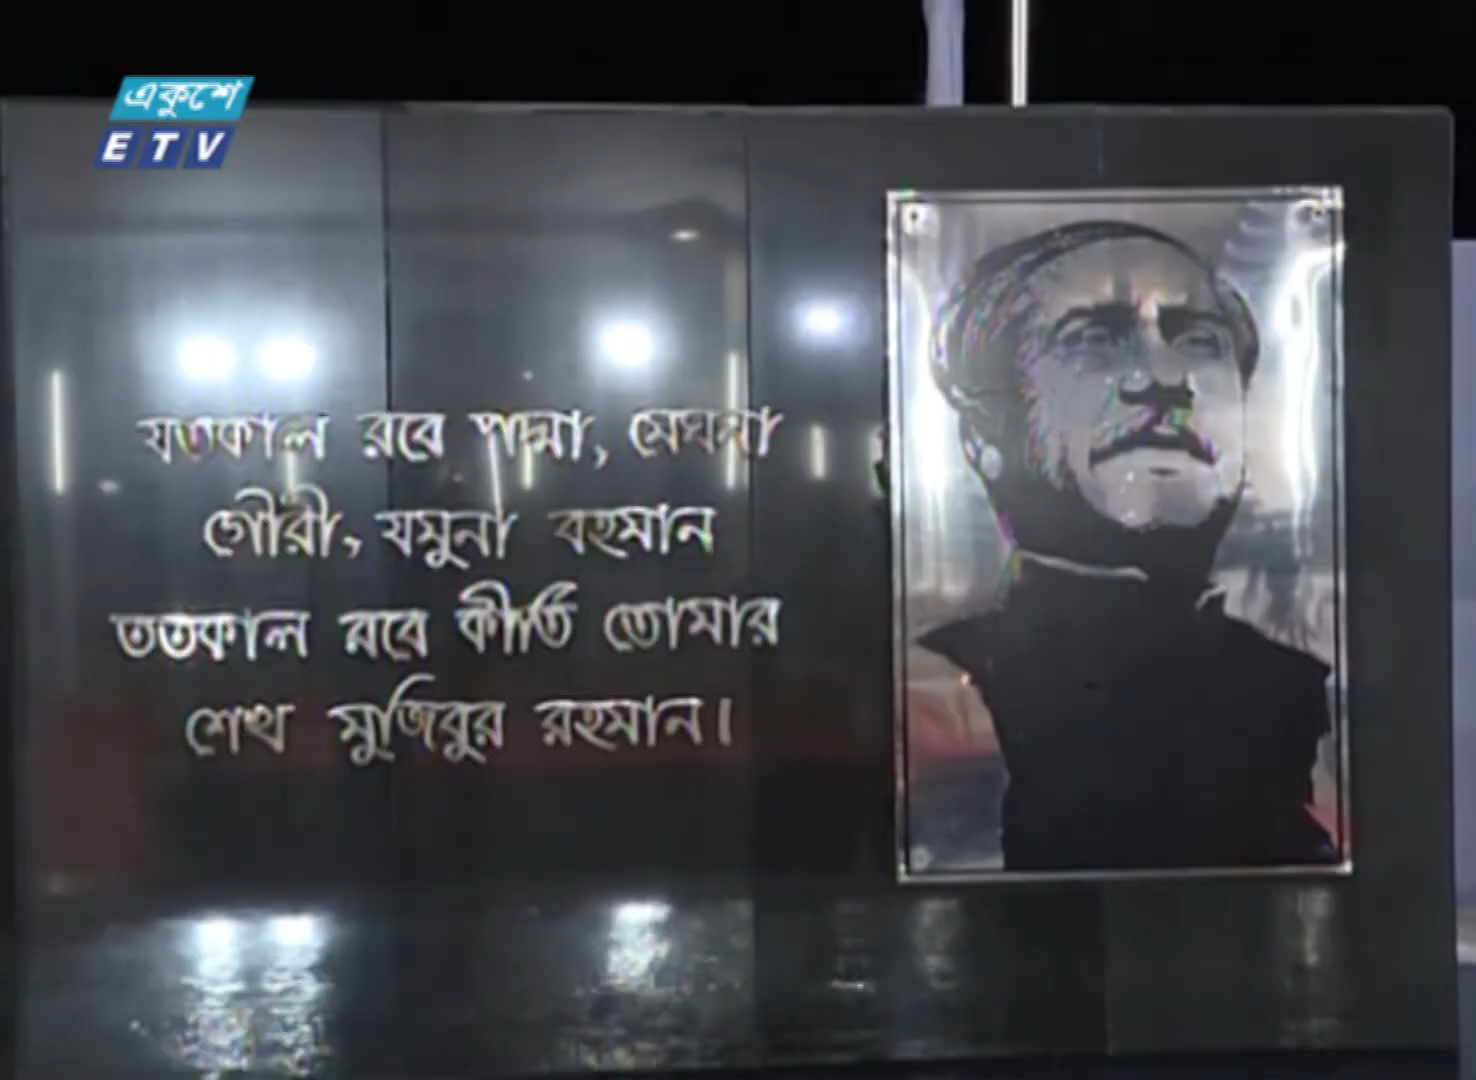 একুশে
ETV
যতকাল রবে পদ্মা, মেঘনা
গৌরী, যমুনা বহমান
ততকাল রবে কীর্তি তোমার
শেখ মুজিবুর রহমান।